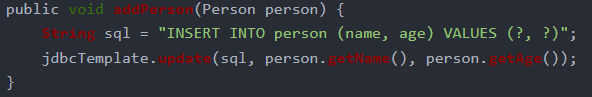 public void addPerson(Person person) {
String sql = "INSERT INTO person (name, age) VALUES (?, ?)";
jdbcTemplate.update(sql, person.getName(), person.getAge());
}